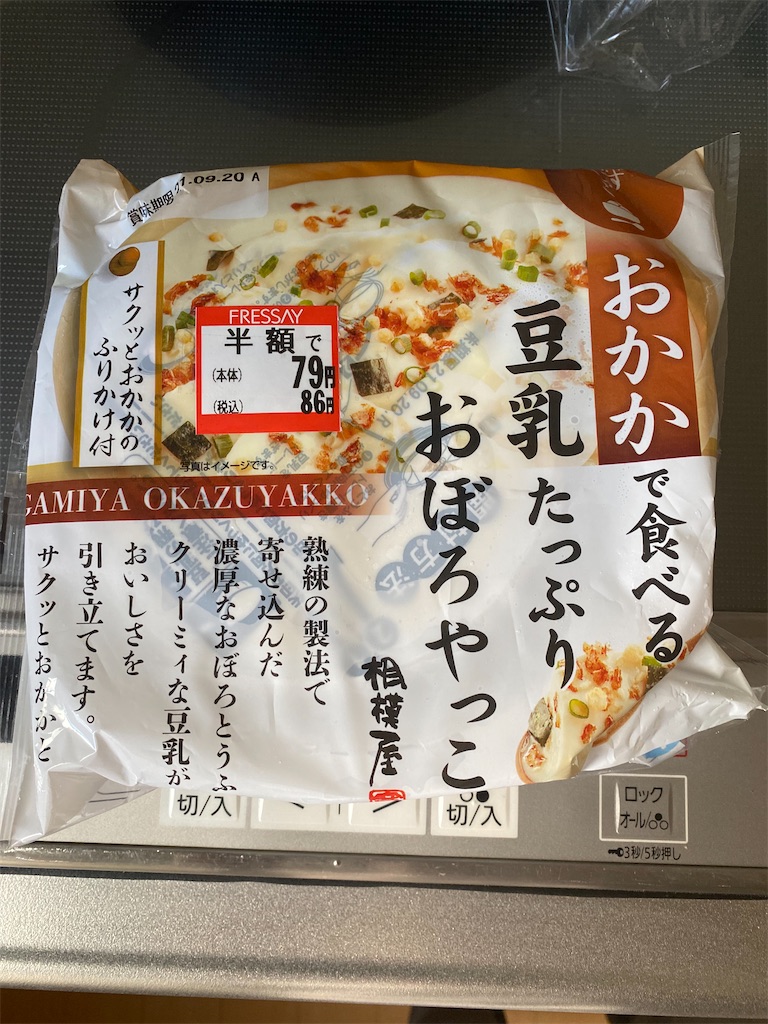 賞味期限 21.09.20 A
おかかで食べる
豆乳たっぷり
おぼろやっこ
相模屋
サクッとおかかの
ふりかけ付
FRESSAY
半額で
(本体) 79円
(税込) 86円
写真はイメージです。
GAMIYA OKAZUYAKKO
熟練の製法で
寄せ込んだ
濃厚なおぼろとうふ
クリーミィな豆乳が
おいしさを
引き立てます。
サクッとおかかと
切/入
切/入
ロック
オール/
3秒/5秒押し